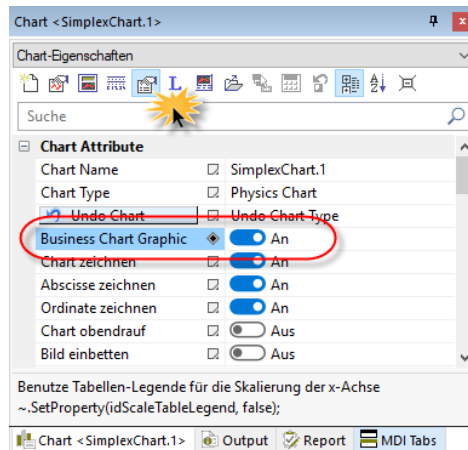 Chart <SimplexChart.1>
Chart-Eigenschaften
L
Suche
Chart Attribute
Chart Name SimplexChart.1
Chart Type Physics Chart
Undo Chart Undo Chart Type
Business Chart Graphic An
Chart zeichnen An
Abscisse zeichnen An
Ordinate zeichnen An
Chart obendrauf Aus
Bild einbetten Aus
Benutze Tabellen-Legende für die Skalierung der x-Achse
~.SetProperty(idScaleTableLegend, false);
Chart <SimplexChart.1> Output Report MDI Tabs